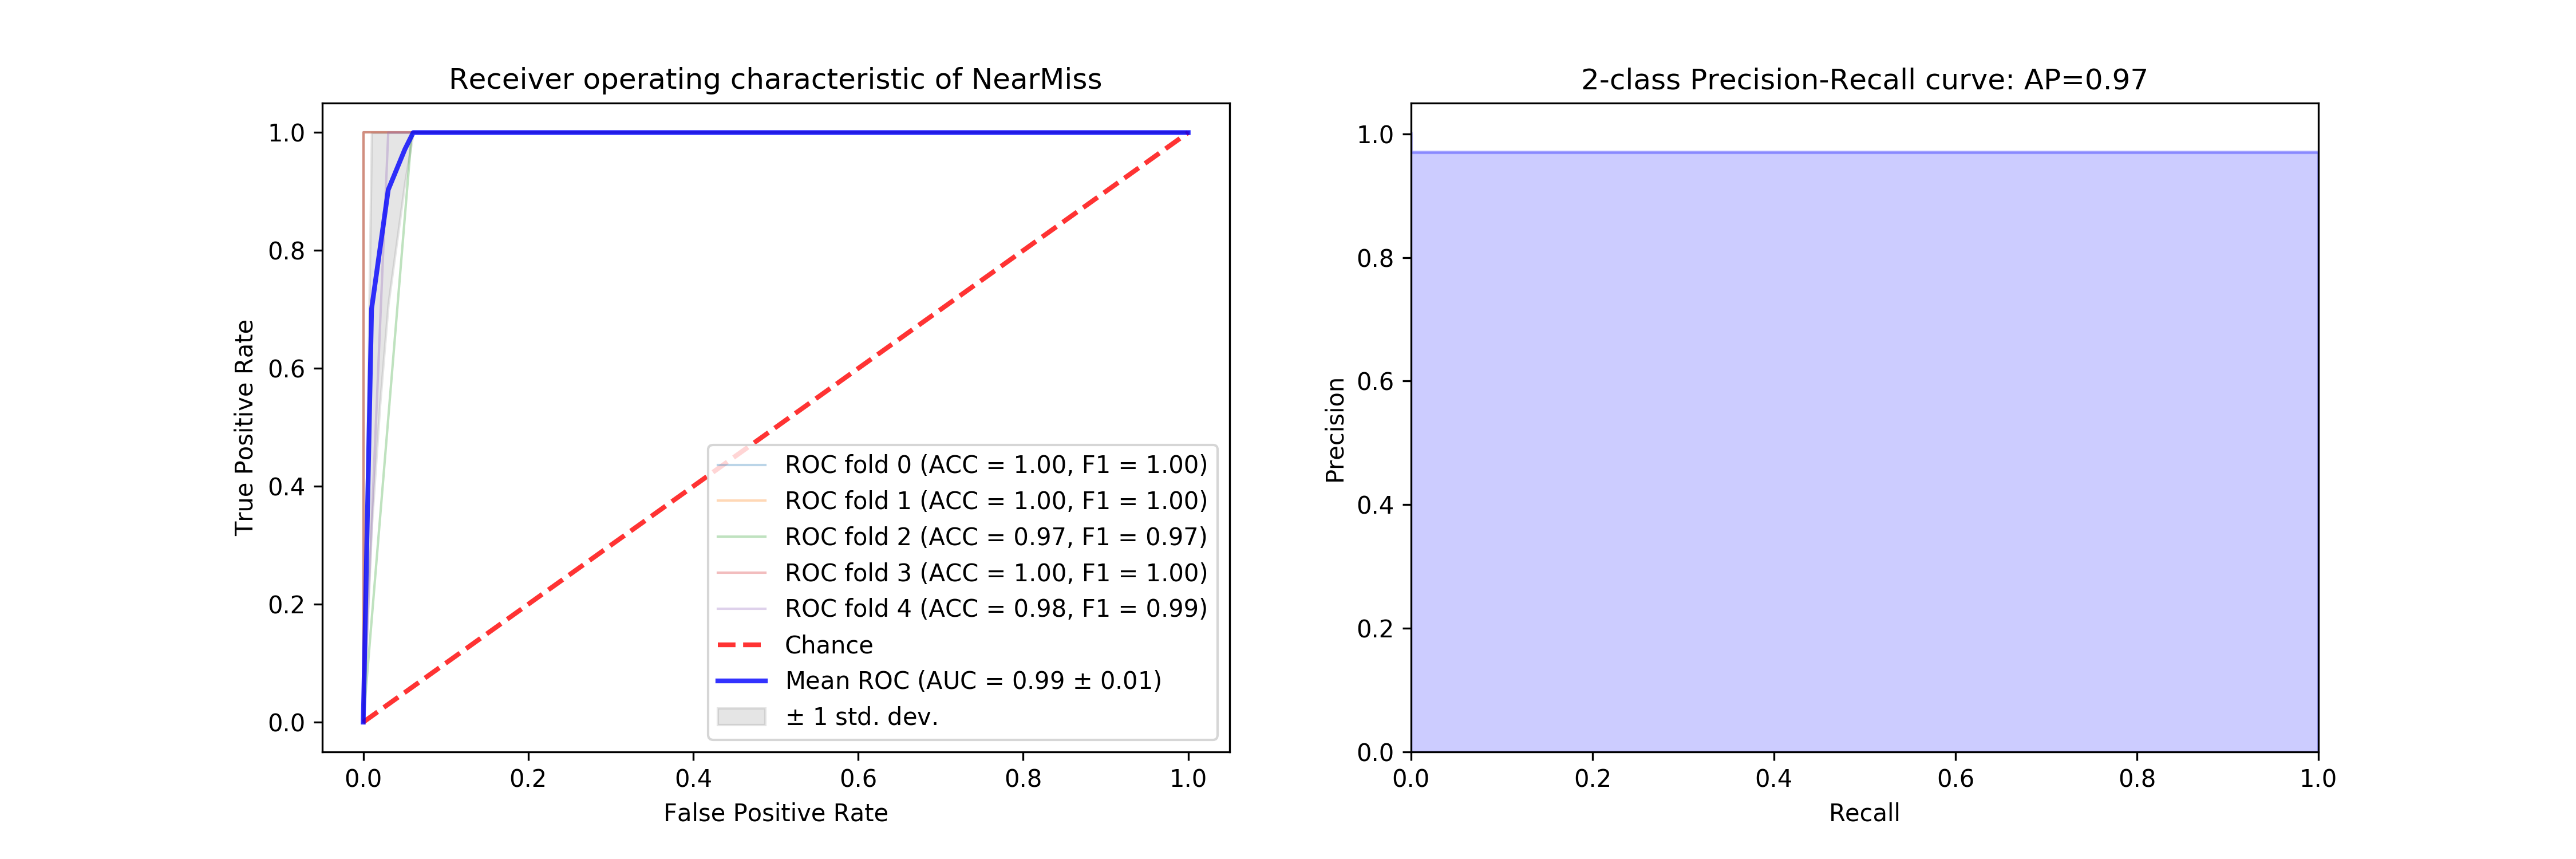 Receiver operating characteristic of NearMiss
True Positive Rate
1.0
0.8
0.6
0.4
0.2
0.0
ROC fold 0 (ACC = 1.00, F1 = 1.00)
ROC fold 1 (ACC = 1.00, F1 = 1.00)
ROC fold 2 (ACC = 0.97, F1 = 0.97)
ROC fold 3 (ACC = 1.00, F1 = 1.00)
ROC fold 4 (ACC = 0.98, F1 = 0.99)
Chance
Mean ROC (AUC = 0.99 ± 0.01)
± 1 std. dev.
0.0 0.2 0.4 0.6 0.8 1.0
False Positive Rate
2-class Precision-Recall curve: AP=0.97
Precision
1.0
0.8
0.6
0.4
0.2
0.0
0.0 0.2 0.4 0.6 0.8 1.0
Recall